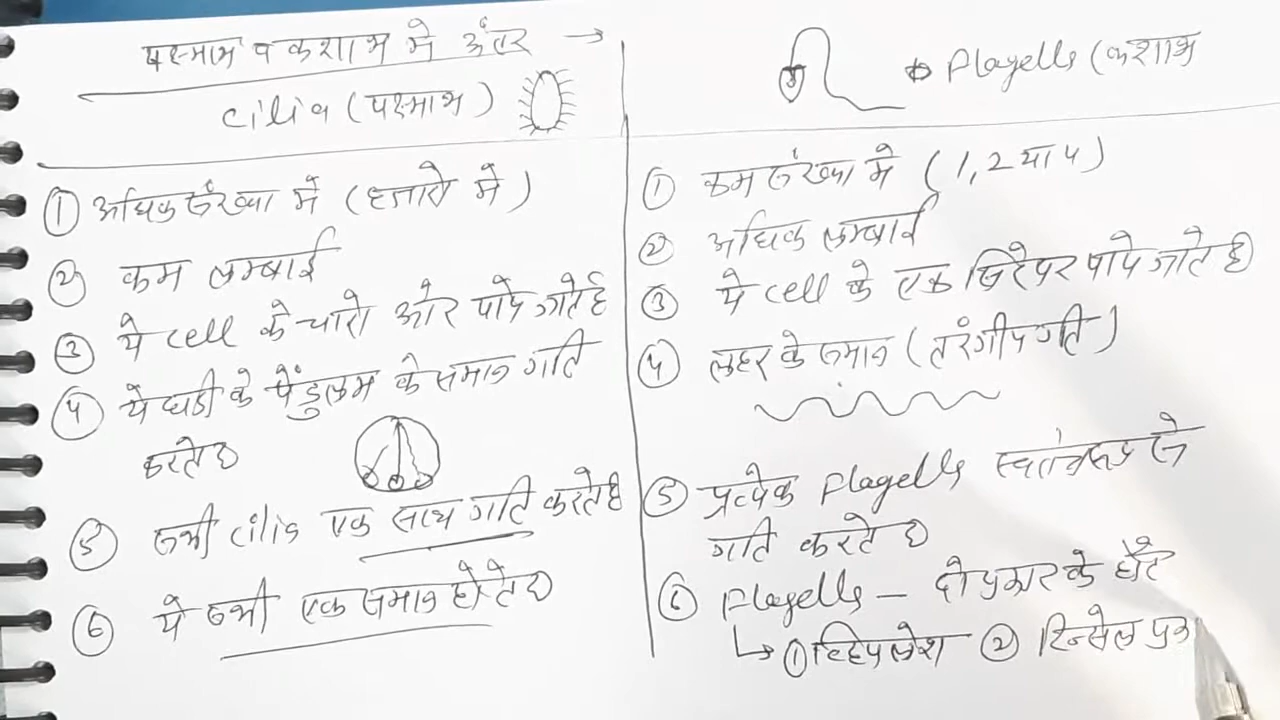 पक्ष्माभ व कशाभ मे अंतर →
cilia (पक्ष्माभ)
① अधिक संख्या में (हजारो मे)
② कम लम्बाई
③ ये cell के चारो ओर पाये जाते है
④ ये घडी के पेंडुलम के समान गति
करते है
⑤ सभी cilia एक साथ गति करते है
⑥ ये सभी एक समान होते है
Flagella (कशाभ
① कम संख्या मे (1, 2 या 4)
② अधिक लम्बाई
③ ये cell के एक सिरे पर पाये जाते है
④ लहर के समान (तरंगीय गति)
⑤ प्रत्येक Flagella स्वतंत्र रूप से
गति करते है
⑥ Flagella – दो प्रकार के होते है
↳ ① व्हिपलेश ② टिन्सेल प्रक